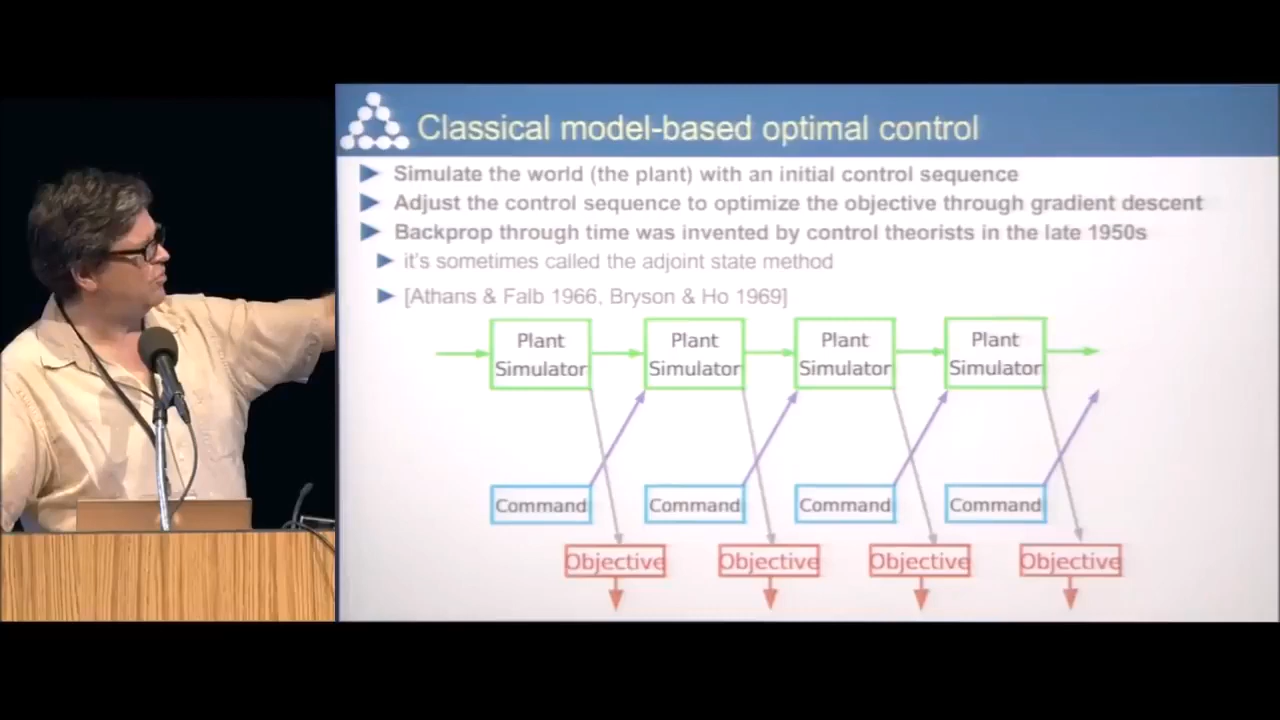 Classical model-based optimal control
Simulate the world (the plant) with an initial control sequence
Adjust the control sequence to optimize the objective through gradient descent
Backprop through time was invented by control theorists in the late 1950s
it's sometimes called the adjoint state method
[Athans & Falb 1966, Bryson & Ho 1969]
Plant Simulator
Plant Simulator
Plant Simulator
Plant Simulator
Command
Command
Command
Command
Objective
Objective
Objective
Objective